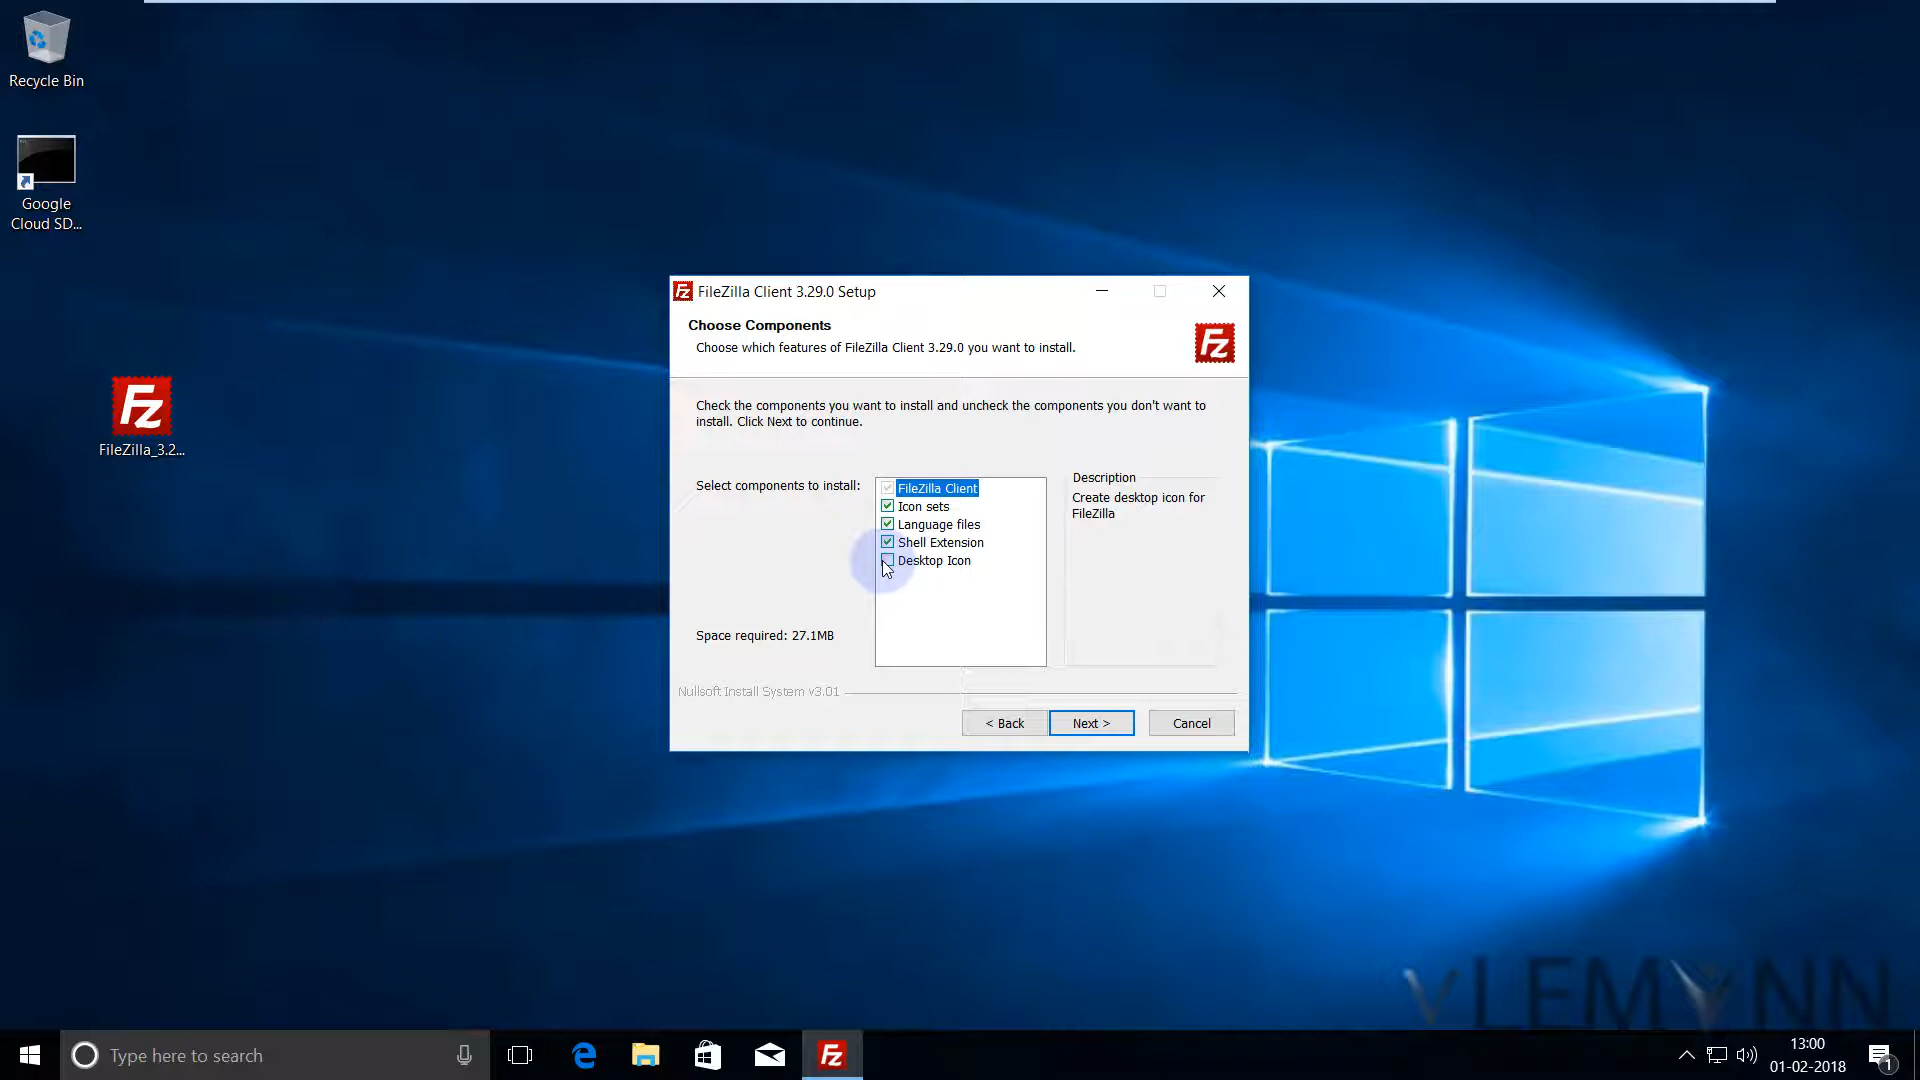 Recycle Bin
Google
Cloud SD...
FileZilla_3.2...
Fz FileZilla Client 3.29.0 Setup
Choose Components
Choose which features of FileZilla Client 3.29.0 you want to install.
Fz
Check the components you want to install and uncheck the components you don't want to
install. Click Next to continue.
Select components to install:
FileZilla Client
Icon sets
Language files
Shell Extension
Desktop Icon
Description
Create desktop icon for
FileZilla
Space required: 27.1MB
Nullsoft Install System v3.01
< Back
Next >
Cancel
VLEMYNN
Type here to search
13:00
01-02-2018
1